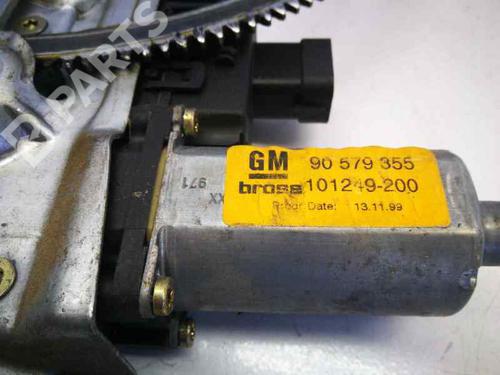 GM 90 579 355
brose 101249-200
Prod. Date: 13.11.99
971
XX
B-PARTS